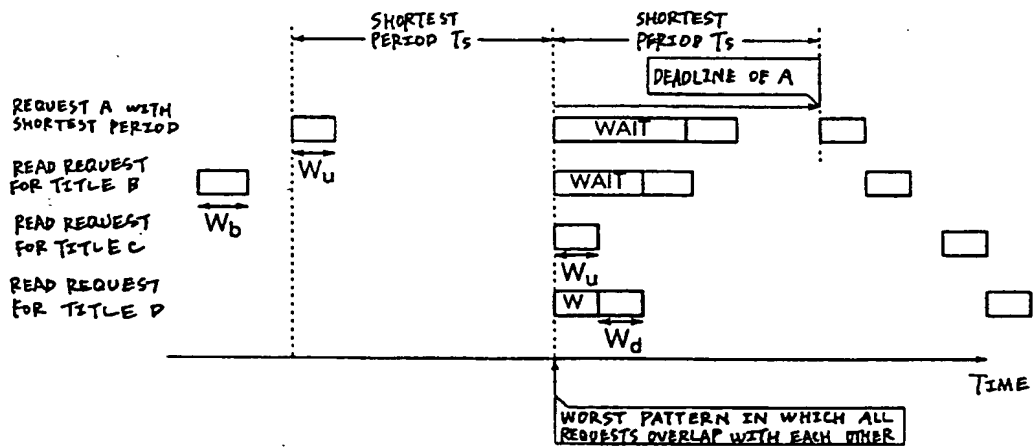 SHORTEST
PERIOD Ts
SHORTEST
PERIOD Ts
DEADLINE OF A
REQUEST A WITH
SHORTEST PERIOD
WAIT
Wu
READ REQUEST
FOR TITLE B
WAIT
Wb
READ REQUEST
FOR TITLE C
Wu
READ REQUEST
FOR TITLE D
W
Wd
TIME
WORST PATTERN IN WHICH ALL
REQUESTS OVERLAP WITH EACH OTHER